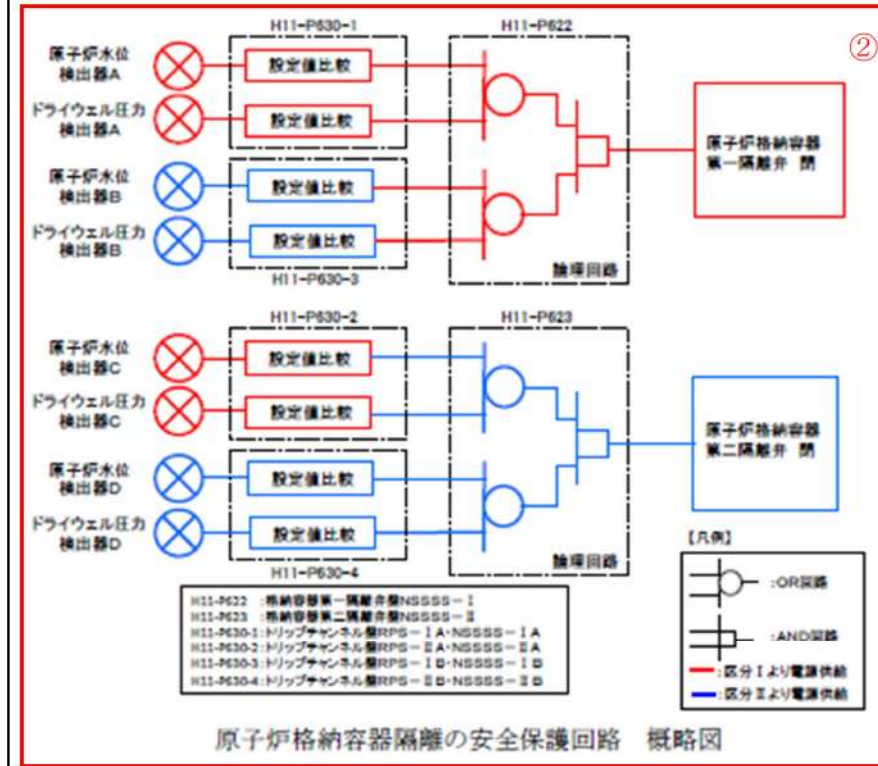 ②
H11-P630-1
H11-P622
原子炉水位
検出器A
設定値比較
ドライウェル圧力
検出器A
設定値比較
原子炉格納容器
第一隔離弁 閉
原子炉水位
検出器B
設定値比較
ドライウェル圧力
検出器B
設定値比較
論理回路
H11-P630-3
H11-P630-2
H11-P623
原子炉水位
検出器C
設定値比較
ドライウェル圧力
検出器C
設定値比較
原子炉格納容器
第二隔離弁 閉
原子炉水位
検出器D
設定値比較
ドライウェル圧力
検出器D
設定値比較
論理回路
H11-P630-4
【凡例】
:OR回路
:AND回路
:区分Ⅰより電源供給
:区分Ⅱより電源供給
H11-P622 :格納容器第一隔離弁盤NSSSS-Ⅰ
H11-P623 :格納容器第二隔離弁盤NSSSS-Ⅱ
H11-P630-1:トリップチャンネル盤RPS-ⅠA・NSSSS-ⅠA
H11-P630-2:トリップチャンネル盤RPS-ⅡA・NSSSS-ⅡA
H11-P630-3:トリップチャンネル盤RPS-ⅠB・NSSSS-ⅠB
H11-P630-4:トリップチャンネル盤RPS-ⅡB・NSSSS-ⅡB
原子炉格納容器隔離の安全保護回路 概略図